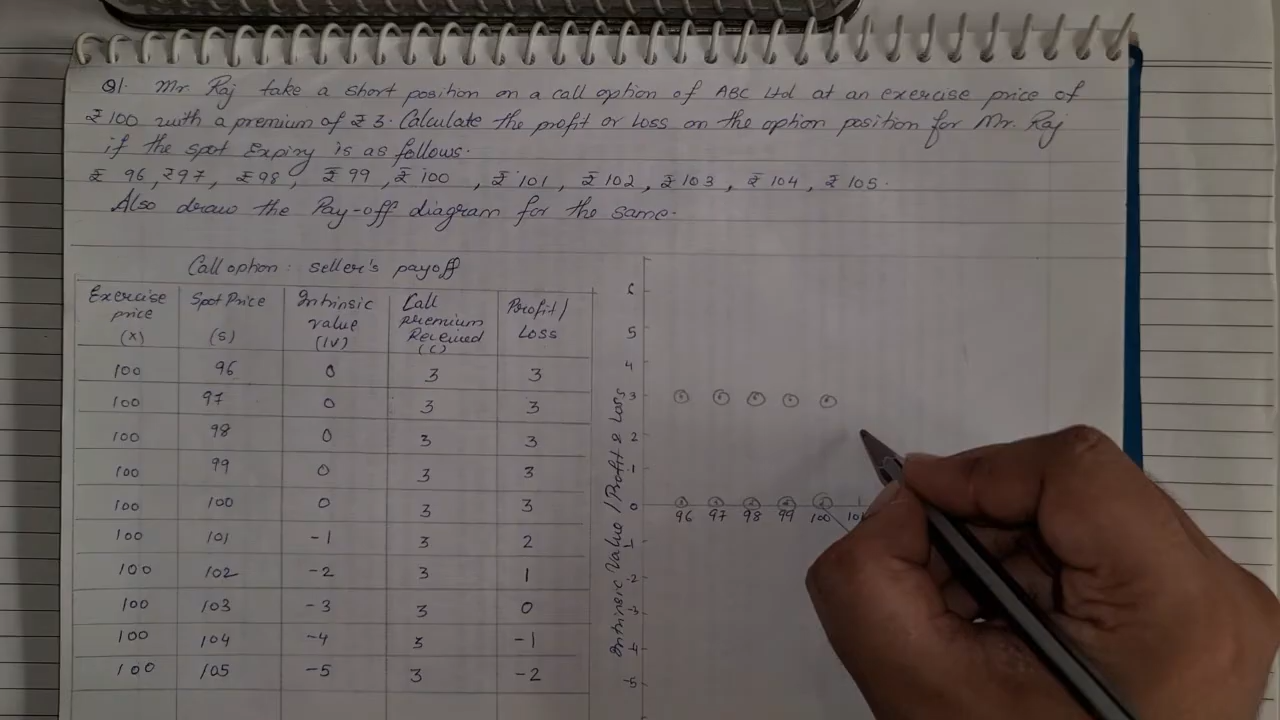 Q1. Mr. Raj take a short position on a call option of ABC Ltd at an exercise price of
₹100 with a premium of ₹3. Calculate the profit or Loss on the option position for Mr. Raj
if the spot Expiry is as follows.
₹ 96, ₹97, ₹98, ₹99, ₹100, ₹101, ₹102, ₹103, ₹104, ₹105.
Also draw the Pay-off diagram for the same.
Call option: seller's payoff
Exercise price (X) Spot Price (S) Intrinsic value (IV) Call premium Received (C) Profit/ Loss
100 96 0 3 3
100 97 0 3 3
100 98 0 3 3
100 99 0 3 3
100 100 0 3 3
100 101 -1 3 2
100 102 -2 3 1
100 103 -3 3 0
100 104 -4 3 -1
100 105 -5 3 -2
Intrinsic Value / Profit & Loss
5
4
3
2
1
0
-1
-2
-4
-5
96 97 98 99 100 101